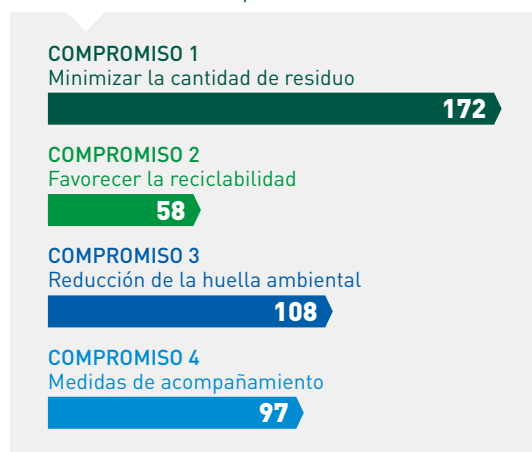 COMPROMISO 1
Minimizar la cantidad de residuo
172
COMPROMISO 2
Favorecer la reciclabilidad
58
COMPROMISO 3
Reducción de la huella ambiental
108
COMPROMISO 4
Medidas de acompañamiento
97